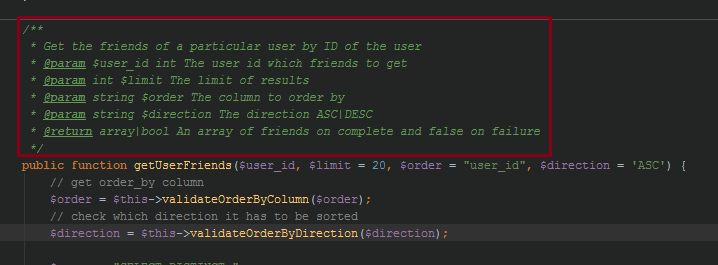 /**
* Get the friends of a particular user by ID of the user
* @param $user_id int The user id which friends to get
* @param int $limit The limit of results
* @param string $order The column to order by
* @param string $direction The direction ASC|DESC
* @return array|bool An array of friends on complete and false on failure
*/
public function getUserFriends($user_id, $limit = 20, $order = "user_id", $direction = 'ASC') {
// get order_by column
$order = $this->validateOrderByColumn($order);
// check which direction it has to be sorted
$direction = $this->validateOrderByDirection($direction);